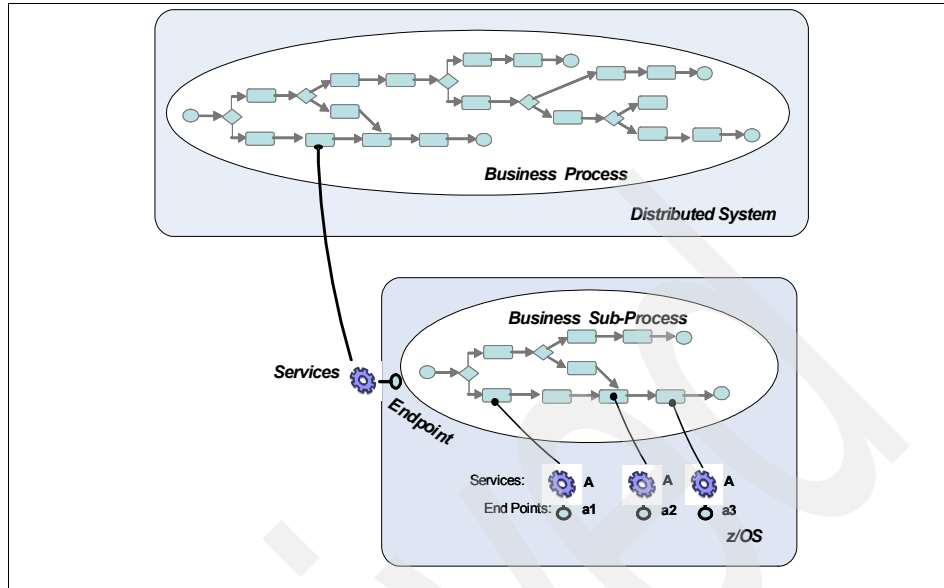 Business Process
Distributed System
Business Sub-Process
Services
Endpoint
Services: A A A
End Points: a1 a2 a3
z/OS